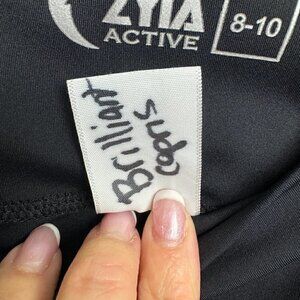 ZYIA
ACTIVE
8-10
Brilliant
capris